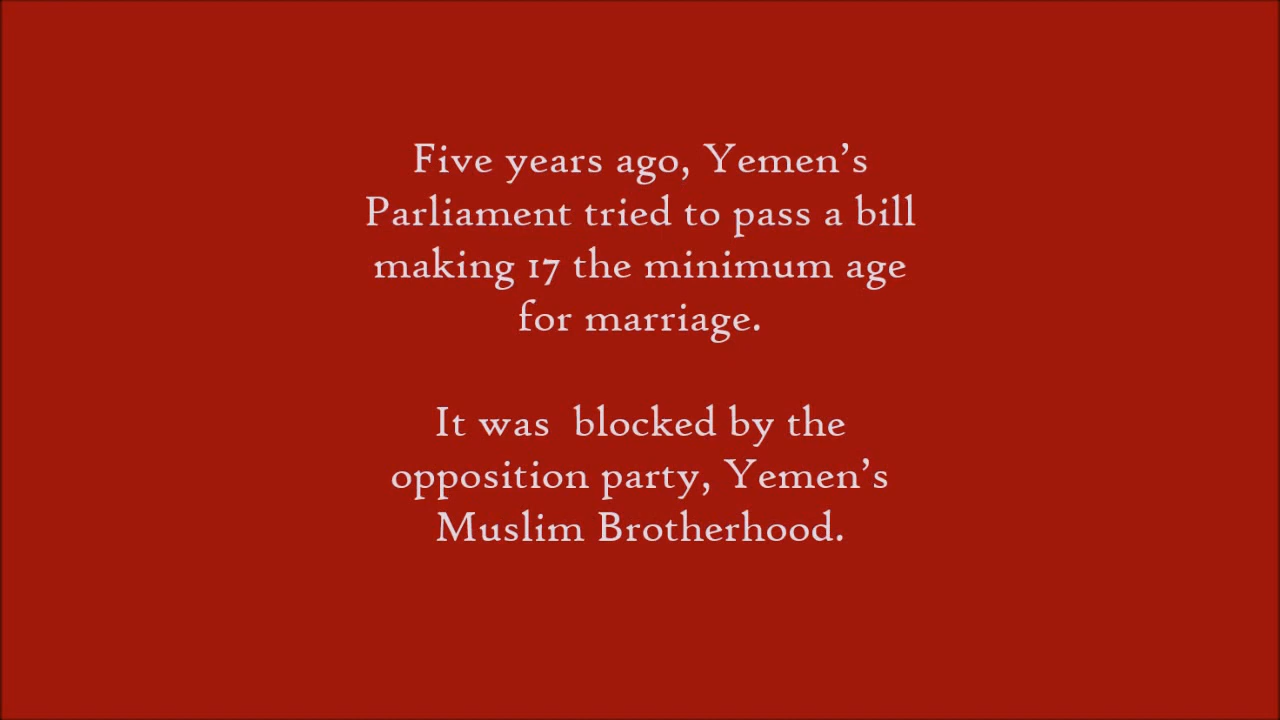 Five years ago, Yemen’s
Parliament tried to pass a bill
making 17 the minimum age
for marriage.
It was  blocked by the
opposition party, Yemen’s
Muslim Brotherhood.